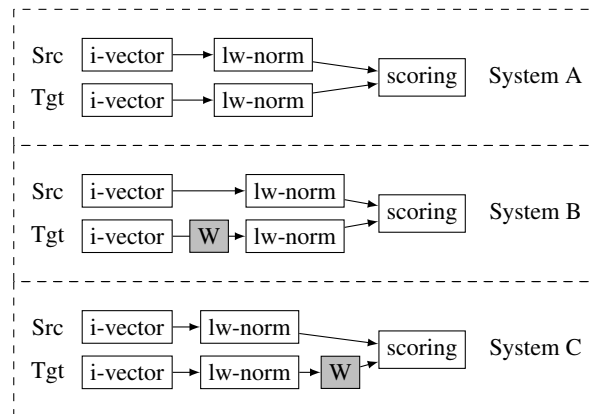 Src i-vector lw-norm
scoring System A
Tgt i-vector lw-norm
Src i-vector lw-norm
scoring System B
Tgt i-vector W lw-norm
Src i-vector lw-norm
scoring System C
Tgt i-vector lw-norm W